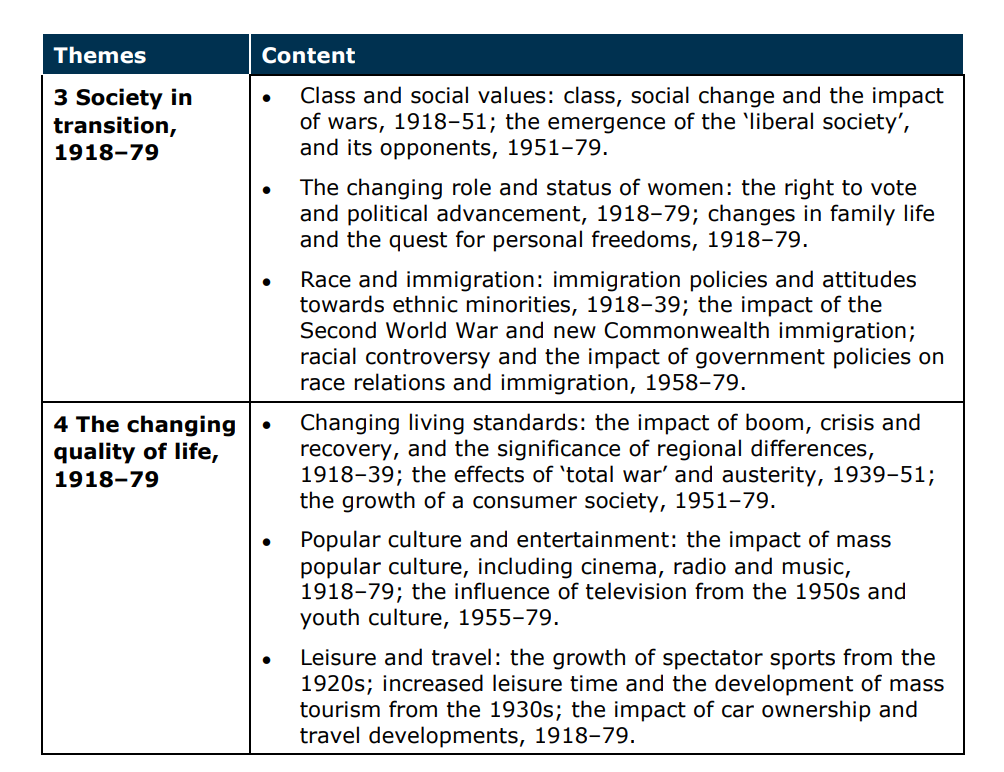 Themes Content
3 Society in
transition,
1918–79
• Class and social values: class, social change and the impact
of wars, 1918–51; the emergence of the ‘liberal society’,
and its opponents, 1951–79.
• The changing role and status of women: the right to vote
and political advancement, 1918–79; changes in family life
and the quest for personal freedoms, 1918–79.
• Race and immigration: immigration policies and attitudes
towards ethnic minorities, 1918–39; the impact of the
Second World War and new Commonwealth immigration;
racial controversy and the impact of government policies on
race relations and immigration, 1958–79.
4 The changing
quality of life,
1918–79
• Changing living standards: the impact of boom, crisis and
recovery, and the significance of regional differences,
1918–39; the effects of ‘total war’ and austerity, 1939–51;
the growth of a consumer society, 1951–79.
• Popular culture and entertainment: the impact of mass
popular culture, including cinema, radio and music,
1918–79; the influence of television from the 1950s and
youth culture, 1955–79.
• Leisure and travel: the growth of spectator sports from the
1920s; increased leisure time and the development of mass
tourism from the 1930s; the impact of car ownership and
travel developments, 1918–79.